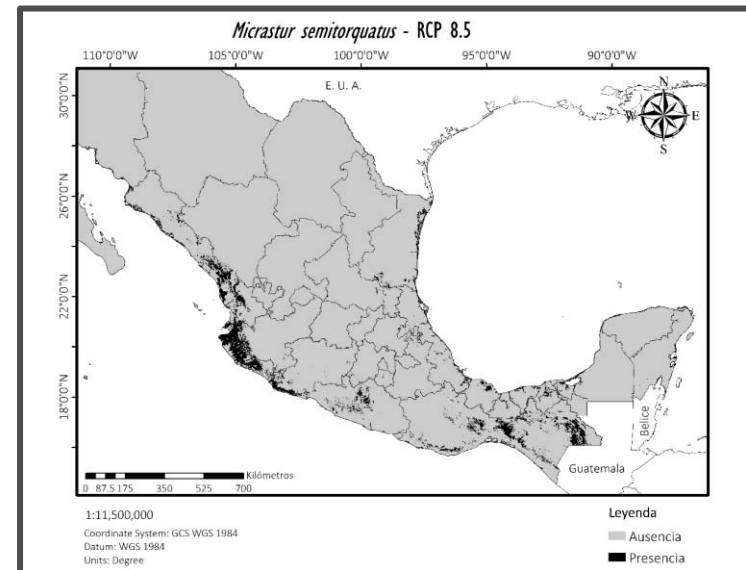 Micrastur semitorquatus - RCP 8.5
110°0'0"W 105°0'0"W 100°0'0"W 95°0'0"W 90°0'0"W
E. U. A.
30°0'0"N
26°0'0"N
22°0'0"N
18°0'0"N
N
W E
S
Belice
Guatemala
Kilómetros
0 87.5 175 350 525 700
1:11,500,000
Coordinate System: GCS WGS 1984
Datum: WGS 1984
Units: Degree
Leyenda
Ausencia
Presencia